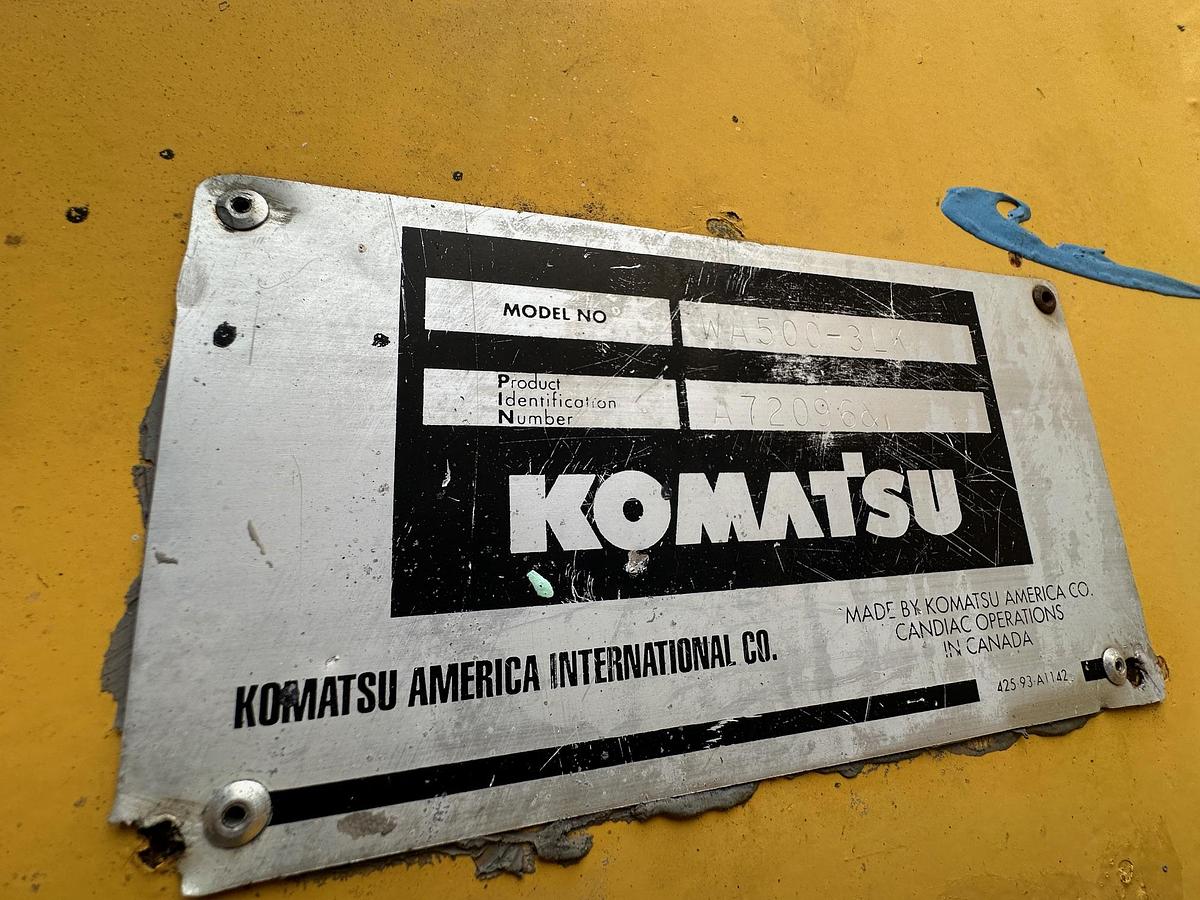 MODEL NO
WA500-3LK
Product
Identification
Number
KOMATSU
MADE BY KOMATSU AMERICA CO.
CANDIAC OPERATIONS
IN CANADA
KOMATSU AMERICA INTERNATIONAL CO.
425-93-A1142